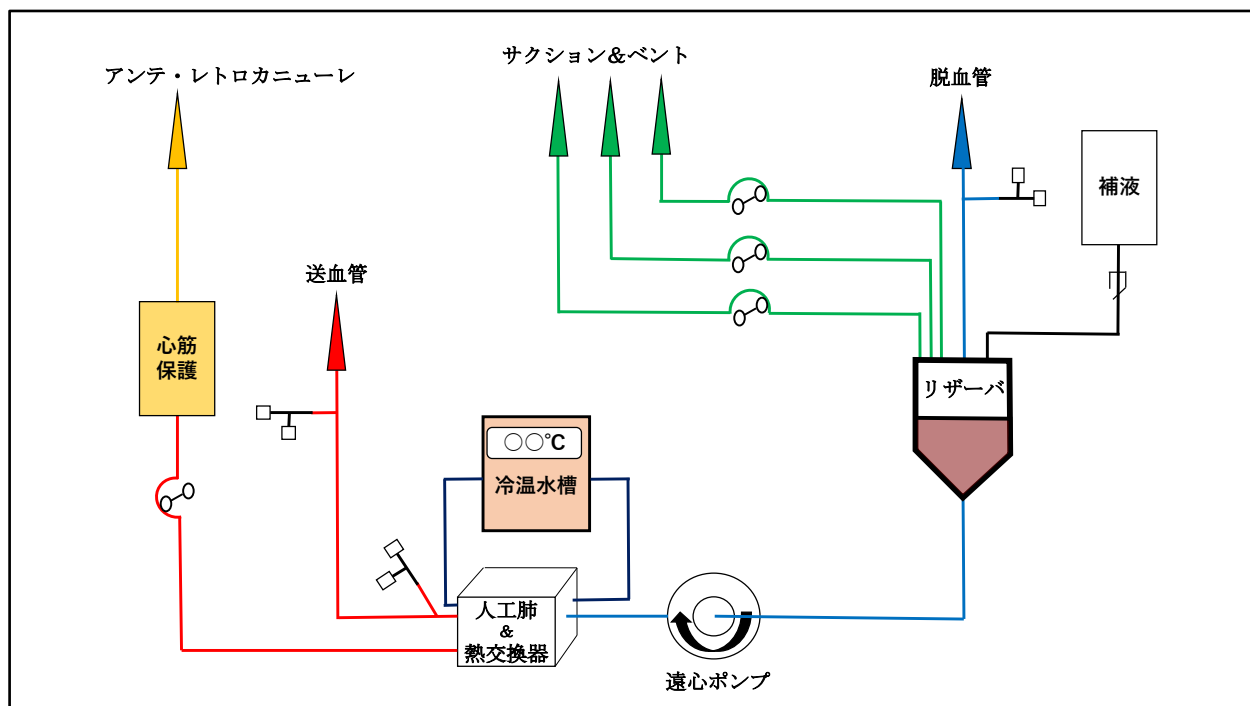 サクション＆ベント
アンテ・レトロカニューレ
脱血管
補液
送血管
心筋
保護
リザーバ
○○℃
冷温水槽
人工肺
&
熱交換器
遠心ポンプ